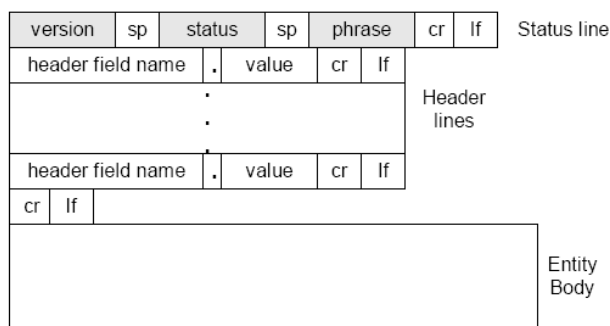 version sp status sp phrase cr lf Status line
header field name . value cr lf
.
.
.
Header
lines
header field name . value cr lf
cr lf
Entity
Body